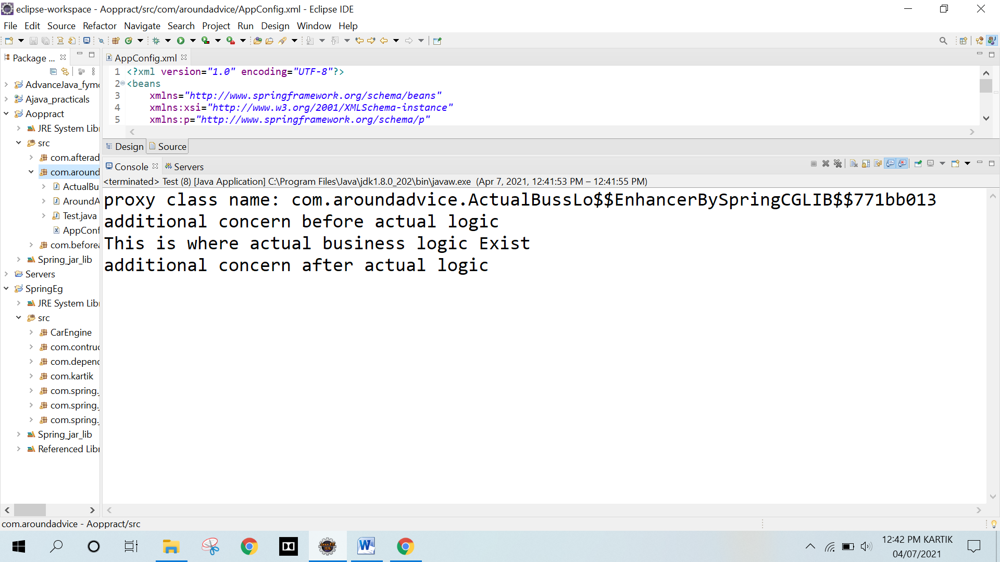 eclipse-workspace - Aoppract/src/com/aroundadvice/AppConfig.xml - Eclipse IDE
File Edit Source Refactor Navigate Search Project Run Design Window Help
Package ...
AdvanceJava_fym
Ajava_practicals
Aoppract
JRE System Lib
src
com.afterad
com.around
ActualBu
AroundA
Test.java
AppConf
com.before
Spring_jar_lib
Servers
SpringEg
JRE System Lib
src
CarEngine
com.contruc
com.depend
com.kartik
com.spring.
com.spring.
com.spring.
Spring_jar_lib
Referenced Lib
AppConfig.xml
1 <?xml version="1.0" encoding="UTF-8"?>
2 <beans
3 xmlns="http://www.springframework.org/schema/beans"
4 xmlns:xsi="http://www.w3.org/2001/XMLSchema-instance"
5 xmlns:p="http://www.springframework.org/schema/p"
Design Source
Console Servers
<terminated> Test (8) [Java Application] C:\Program Files\Java\jdk1.8.0_202\bin\javaw.exe (Apr 7, 2021, 12:41:53 PM – 12:41:55 PM)
proxy class name: com.aroundadvice.ActualBussLo$$EnhancerBySpringCGLIB$$771bb013
additional concern before actual logic
This is where actual business logic Exist
additional concern after actual logic
com.aroundadvice - Aoppract/src
Java EE
IDE
W
12:42 PM KARTIK
04/07/2021